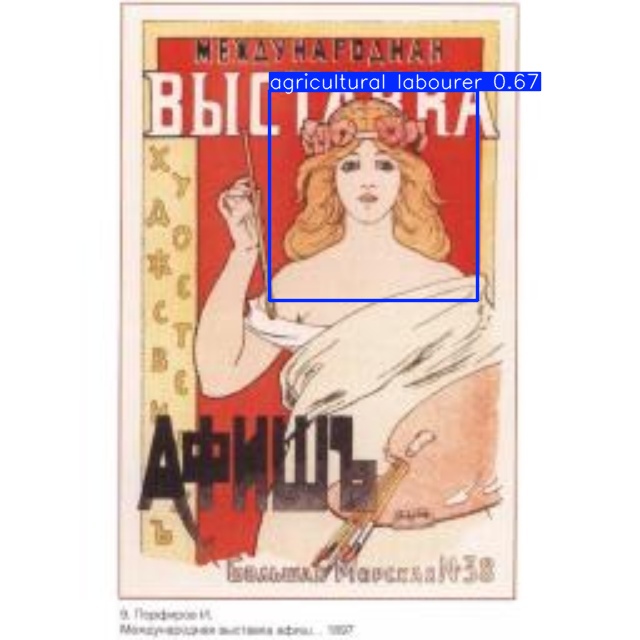 МЕЖДУНАРОДНАЯ
agricultural labourer 0.67
ВЫСТАВКА
АФИШЪ
Большая Морская №38
9. Порфиров И.
Международная выставка афиш... 1897